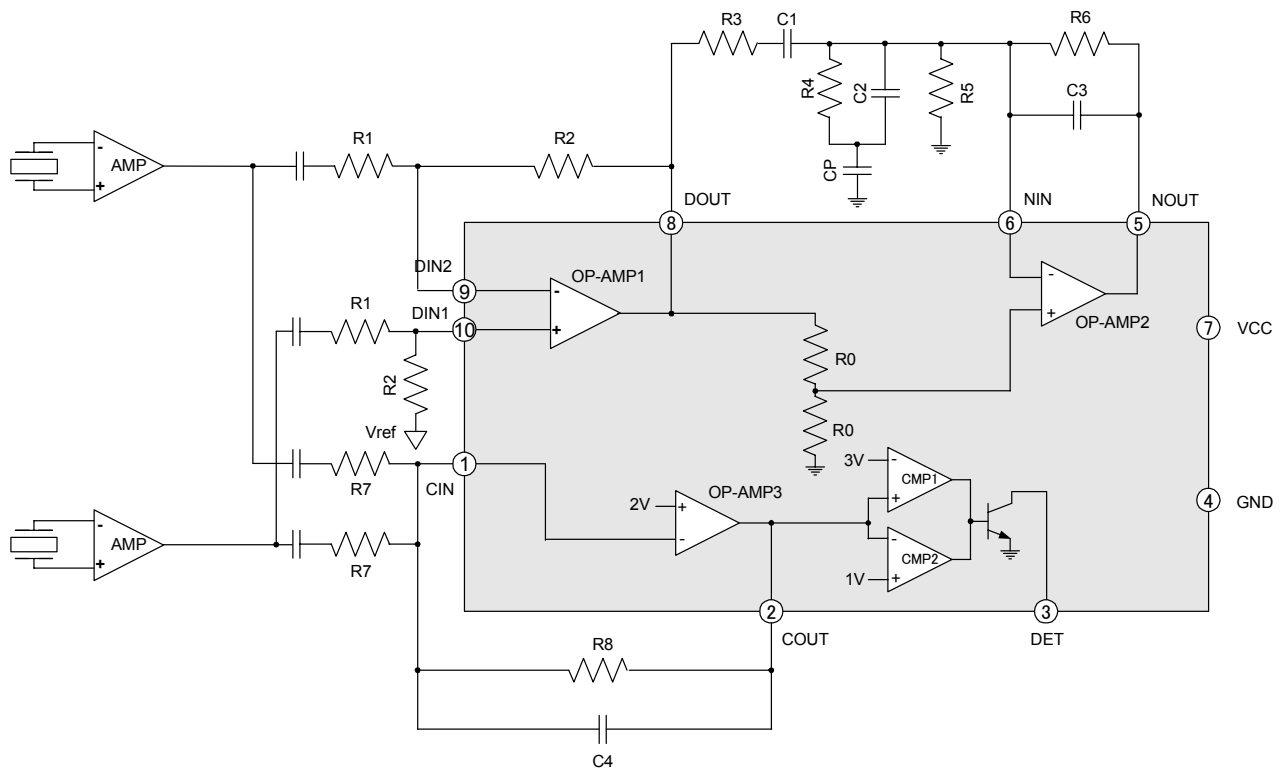 R3
C1
R6
R4
C2
R5
C3
CP
AMP
-
+
R1
R2
DOUT
8
NIN
6
NOUT
5
DIN2
9
OP-AMP1
-
+
R1
DIN1
10
-
+
OP-AMP2
7
VCC
R0
R2
Vref
R0
1
CIN
R7
3V
-
CMP1
+
OP-AMP3
2V
+
-
4
GND
-
CMP2
1V
+
AMP
-
+
R7
2
COUT
3
DET
R8
C4